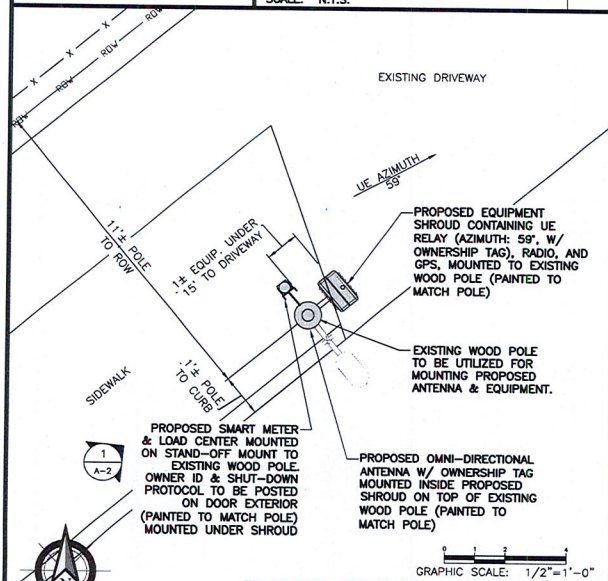 SCALE: N.T.S.
X X X
ROW ROW ROW ROW
EXISTING DRIVEWAY
UE AZIMUTH
59°
11'± POLE
TO ROW
.1± EQUIP. UNDER
15' TO DRIVEWAY
PROPOSED EQUIPMENT
SHROUD CONTAINING UE
RELAY (AZIMUTH: 59°, W/
OWNERSHIP TAG), RADIO, AND
GPS, MOUNTED TO EXISTING
WOOD POLE (PAINTED TO
MATCH POLE)
EXISTING WOOD POLE
TO BE UTILIZED FOR
MOUNTING PROPOSED
ANTENNA & EQUIPMENT.
SIDEWALK
.1'± POLE
TO CURB
PROPOSED SMART METER
& LOAD CENTER MOUNTED
ON STAND-OFF MOUNT TO
EXISTING WOOD POLE.
OWNER ID & SHUT-DOWN
PROTOCOL TO BE POSTED
ON DOOR EXTERIOR
(PAINTED TO MATCH POLE)
MOUNTED UNDER SHROUD
1
A-2
PROPOSED OMNI-DIRECTIONAL
ANTENNA W/ OWNERSHIP TAG
MOUNTED INSIDE PROPOSED
SHROUD ON TOP OF EXISTING
WOOD POLE (PAINTED TO
MATCH POLE)
0 1 2 4
GRAPHIC SCALE: 1/2"=1'-0"